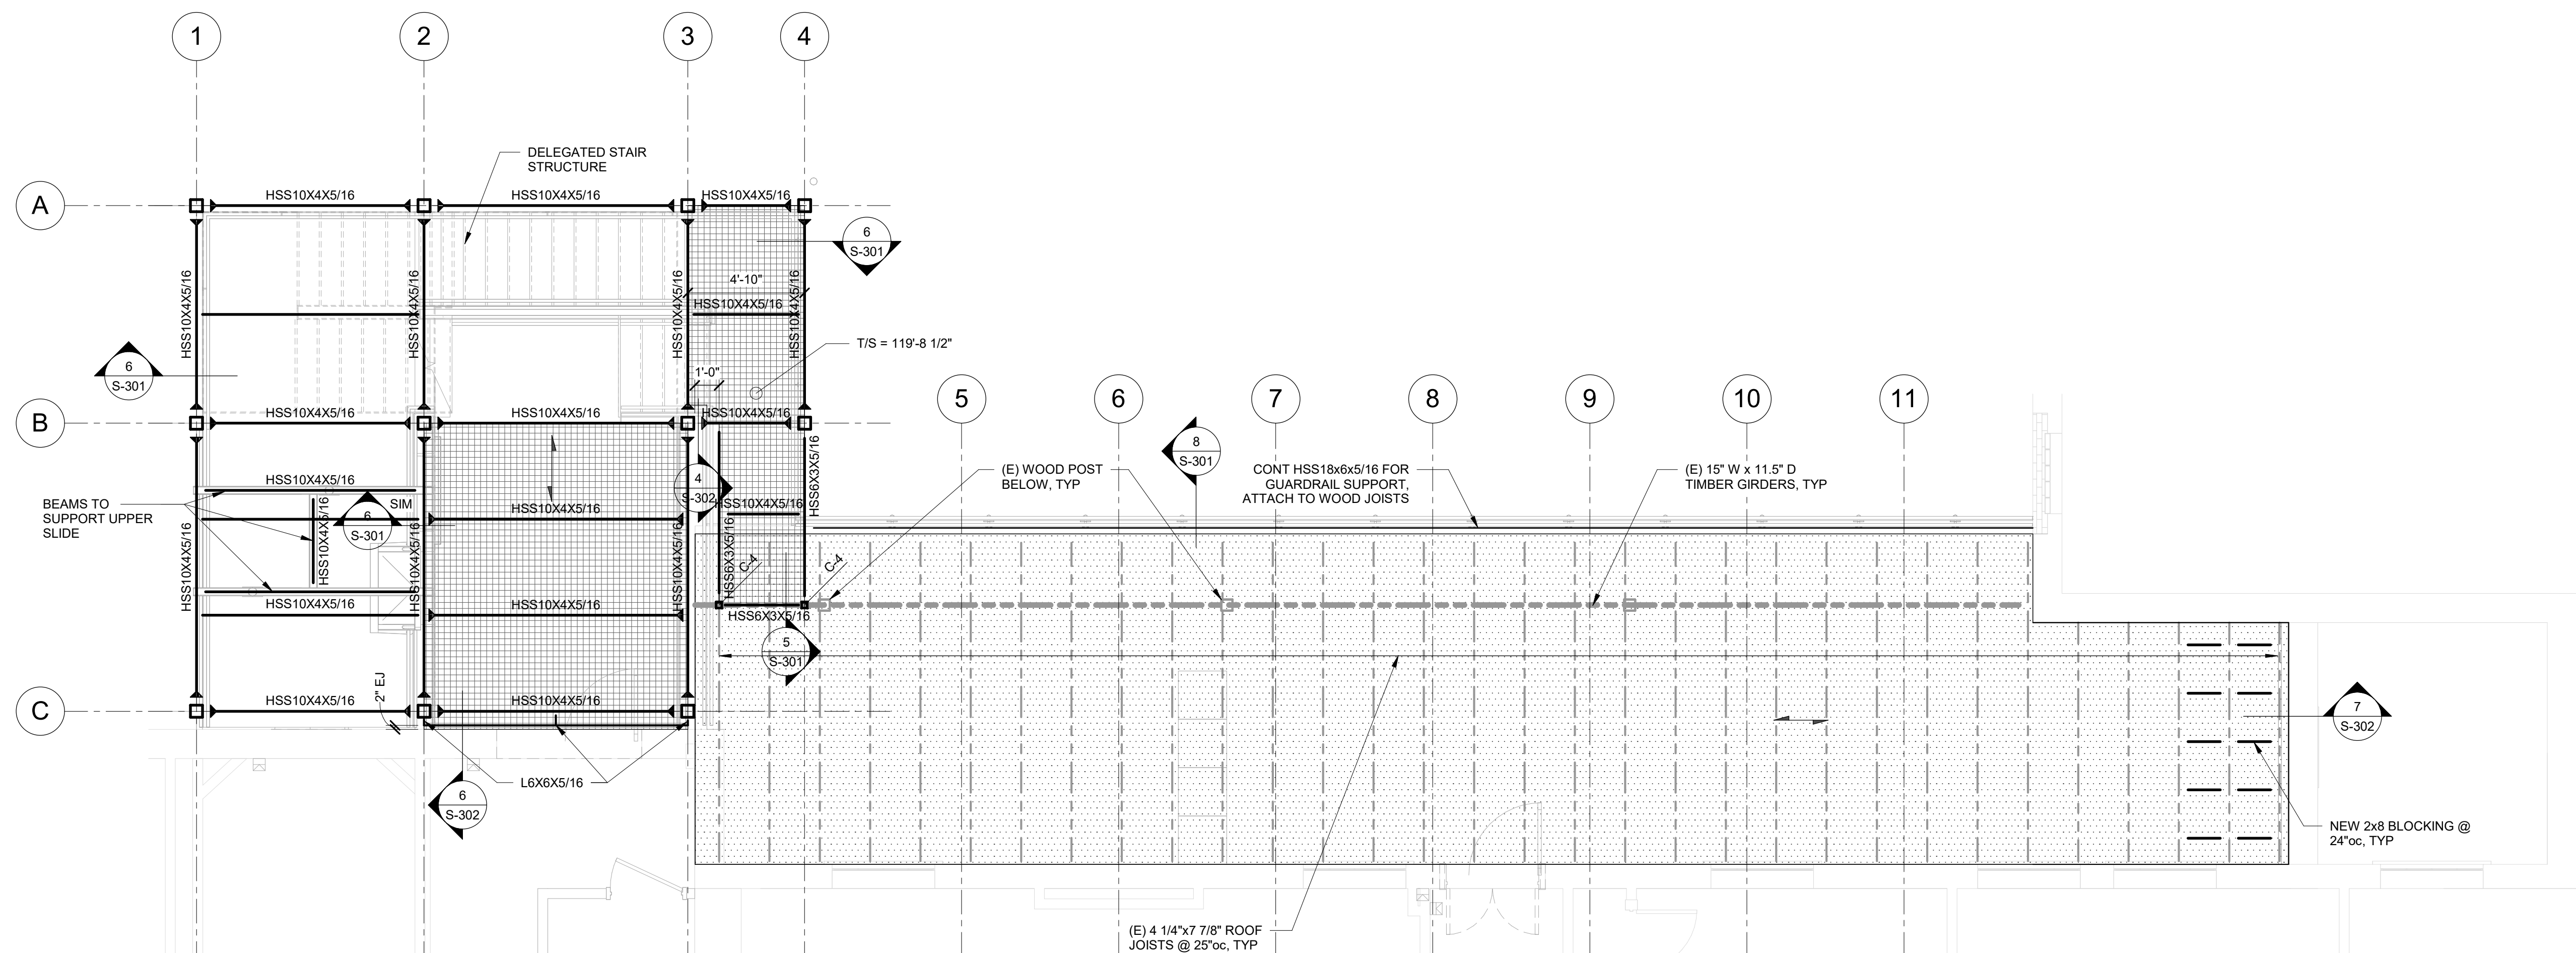 1
2
3
4
DELEGATED STAIR
STRUCTURE
A
HSS10X4X5/16
HSS10X4X5/16
HSS10X4X5/16
6
S-301
4'-10"
HSS10X4X5/16
HSS10X4X5/16
HSS10X4X5/16
HSS10X4X5/16
HSS10X4X5/16
T/S = 119'-8 1/2"
6
S-301
1'-0"
B
HSS10X4X5/16
HSS10X4X5/16
HSS10X4X5/16
5
6
7
8
9
10
11
8
S-301
HSS10X4X5/16
BEAMS TO
SUPPORT UPPER
SLIDE
SIM
6
S-301
HSS10X4X5/16
HSS10X4X5/16
4
S-302
HSS10X4X5/16
HSS6X3X5/16
(E) WOOD POST
BELOW, TYP
CONT HSS18x6x5/16 FOR
GUARDRAIL SUPPORT,
ATTACH TO WOOD JOISTS
(E) 15" W x 11.5" D
TIMBER GIRDERS, TYP
HSS10X4X5/16
HSS10X4X5/16
HSS10X4X5/16
HSS6X3X5/16
C-4
C-4
HSS10X4X5/16
HSS10X4X5/16
HSS6X3X5/16
5
S-301
2" EJ
C
HSS10X4X5/16
HSS10X4X5/16
7
S-302
L6X6X5/16
6
S-302
NEW 2x8 BLOCKING @
24"oc, TYP
(E) 4 1/4"x7 7/8" ROOF
JOISTS @ 25"oc, TYP